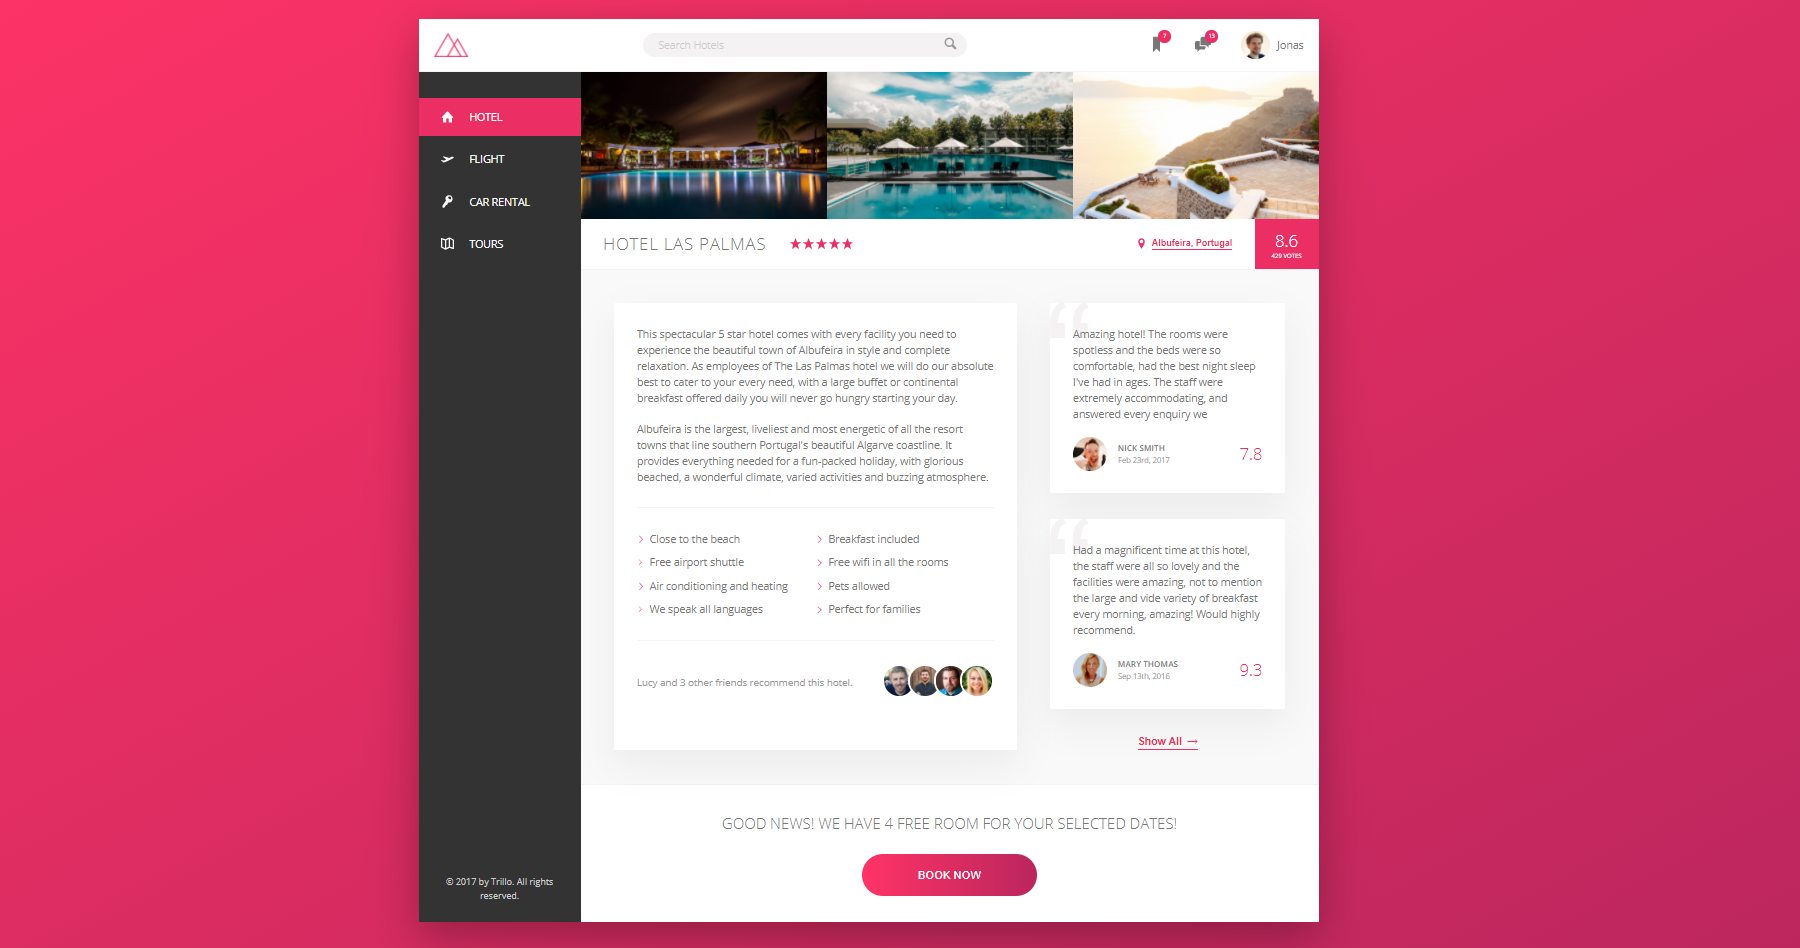 Search Hotels
7
13
Jonas
HOTEL
FLIGHT
CAR RENTAL
TOURS
HOTEL LAS PALMAS
Albufeira, Portugal
8.6
429 VOTES
This spectacular 5 star hotel comes with every facility you need to
experience the beautiful town of Albufeira in style and complete
relaxation. As employees of The Las Palmas hotel we will do our absolute
best to cater to your every need, with a large buffet or continental
breakfast offered daily you will never go hungry starting your day.
Albufeira is the largest, liveliest and most energetic of all the resort
towns that line southern Portugal's beautiful Algarve coastline. It
provides everything needed for a fun-packed holiday, with glorious
beached, a wonderful climate, varied activities and buzzing atmosphere.
Close to the beach
Breakfast included
Free airport shuttle
Free wifi in all the rooms
Air conditioning and heating
Pets allowed
We speak all languages
Perfect for families
Lucy and 3 other friends recommend this hotel.
“
Amazing hotel! The rooms were
spotless and the beds were so
comfortable, had the best night sleep
I've had in ages. The staff were
extremely accommodating, and
answered every enquiry we
NICK SMITH
Feb 23rd, 2017
7.8
“
Had a magnificent time at this hotel,
the staff were all so lovely and the
facilities were amazing, not to mention
the large and vide variety of breakfast
every morning, amazing! Would highly
recommend.
MARY THOMAS
Sep 13th, 2016
9.3
Show All →
GOOD NEWS! WE HAVE 4 FREE ROOM FOR YOUR SELECTED DATES!
BOOK NOW
© 2017 by Trillo. All rights
reserved.